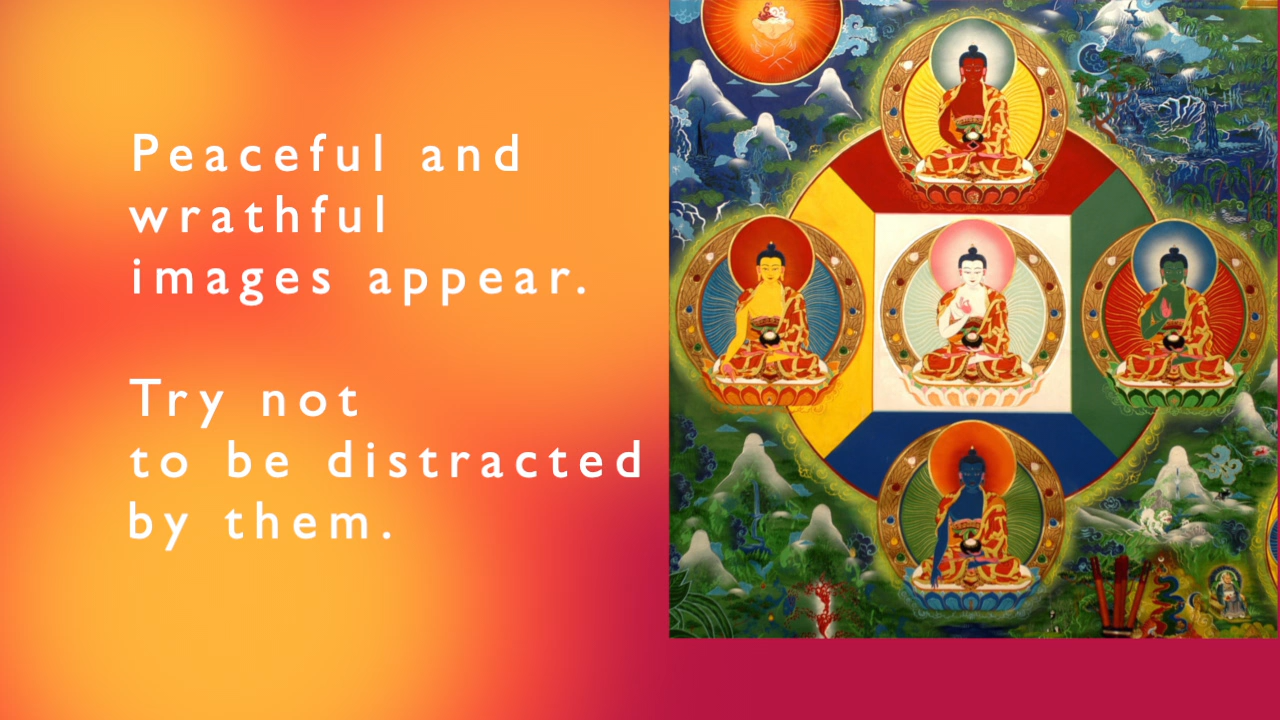 Peaceful and
wrathful
images appear.
Try not
to be distracted
by them.